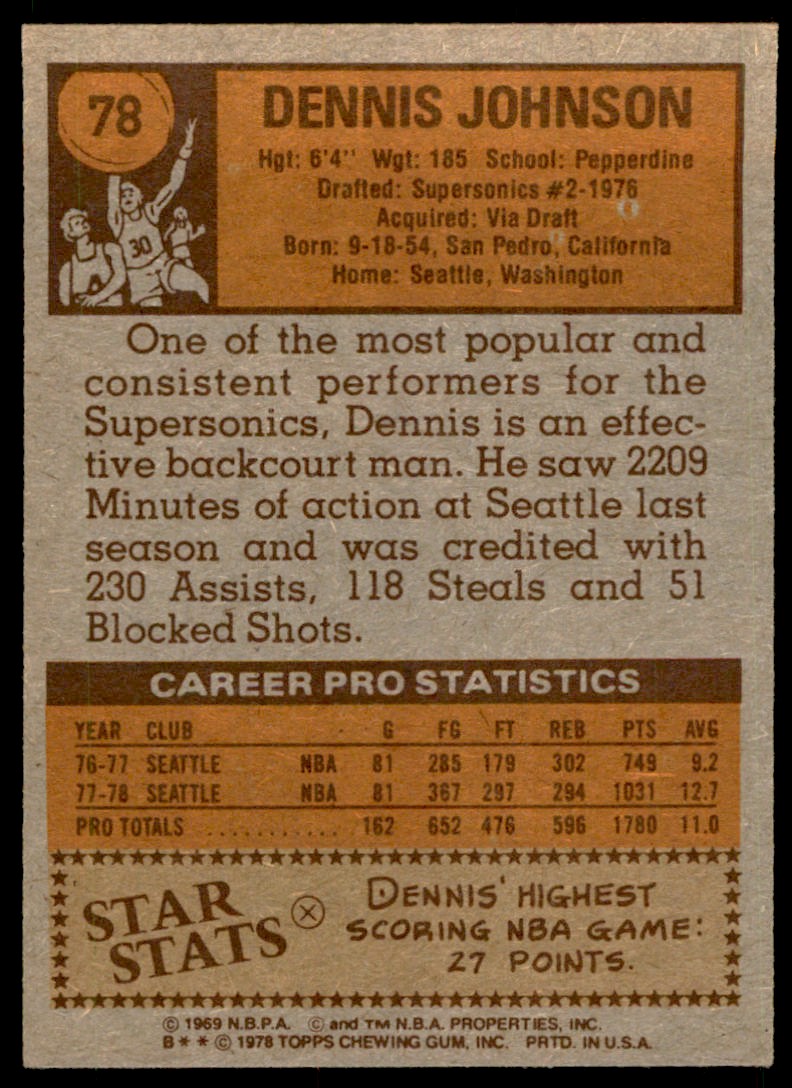 78
DENNIS JOHNSON
Hgt: 6'4" Wgt: 185 School: Pepperdine
Drafted: Supersonics #2-1976
Acquired: Via Draft
Born: 9-18-54, San Pedro, California
Home: Seattle, Washington
30
One of the most popular and
consistent performers for the
Supersonics, Dennis is an effec-
tive backcourt man. He saw 2209
Minutes of action at Seattle last
season and was credited with
230 Assists, 118 Steals and 51
Blocked Shots.
CAREER PRO STATISTICS
YEAR CLUB G FG FT REB PTS AVG
76-77 SEATTLE NBA 81 285 179 302 749 9.2
77-78 SEATTLE NBA 81 367 297 294 1031 12.7
PRO TOTALS ........... 162 652 476 596 1780 11.0
STAR
STATS
DENNIS' HIGHEST
SCORING NBA GAME:
27 POINTS.
© 1969 N.B.P.A. © and TM N.B.A. PROPERTIES, INC.
B * * © 1978 TOPPS CHEWING GUM, INC. PRTD. IN U.S.A.